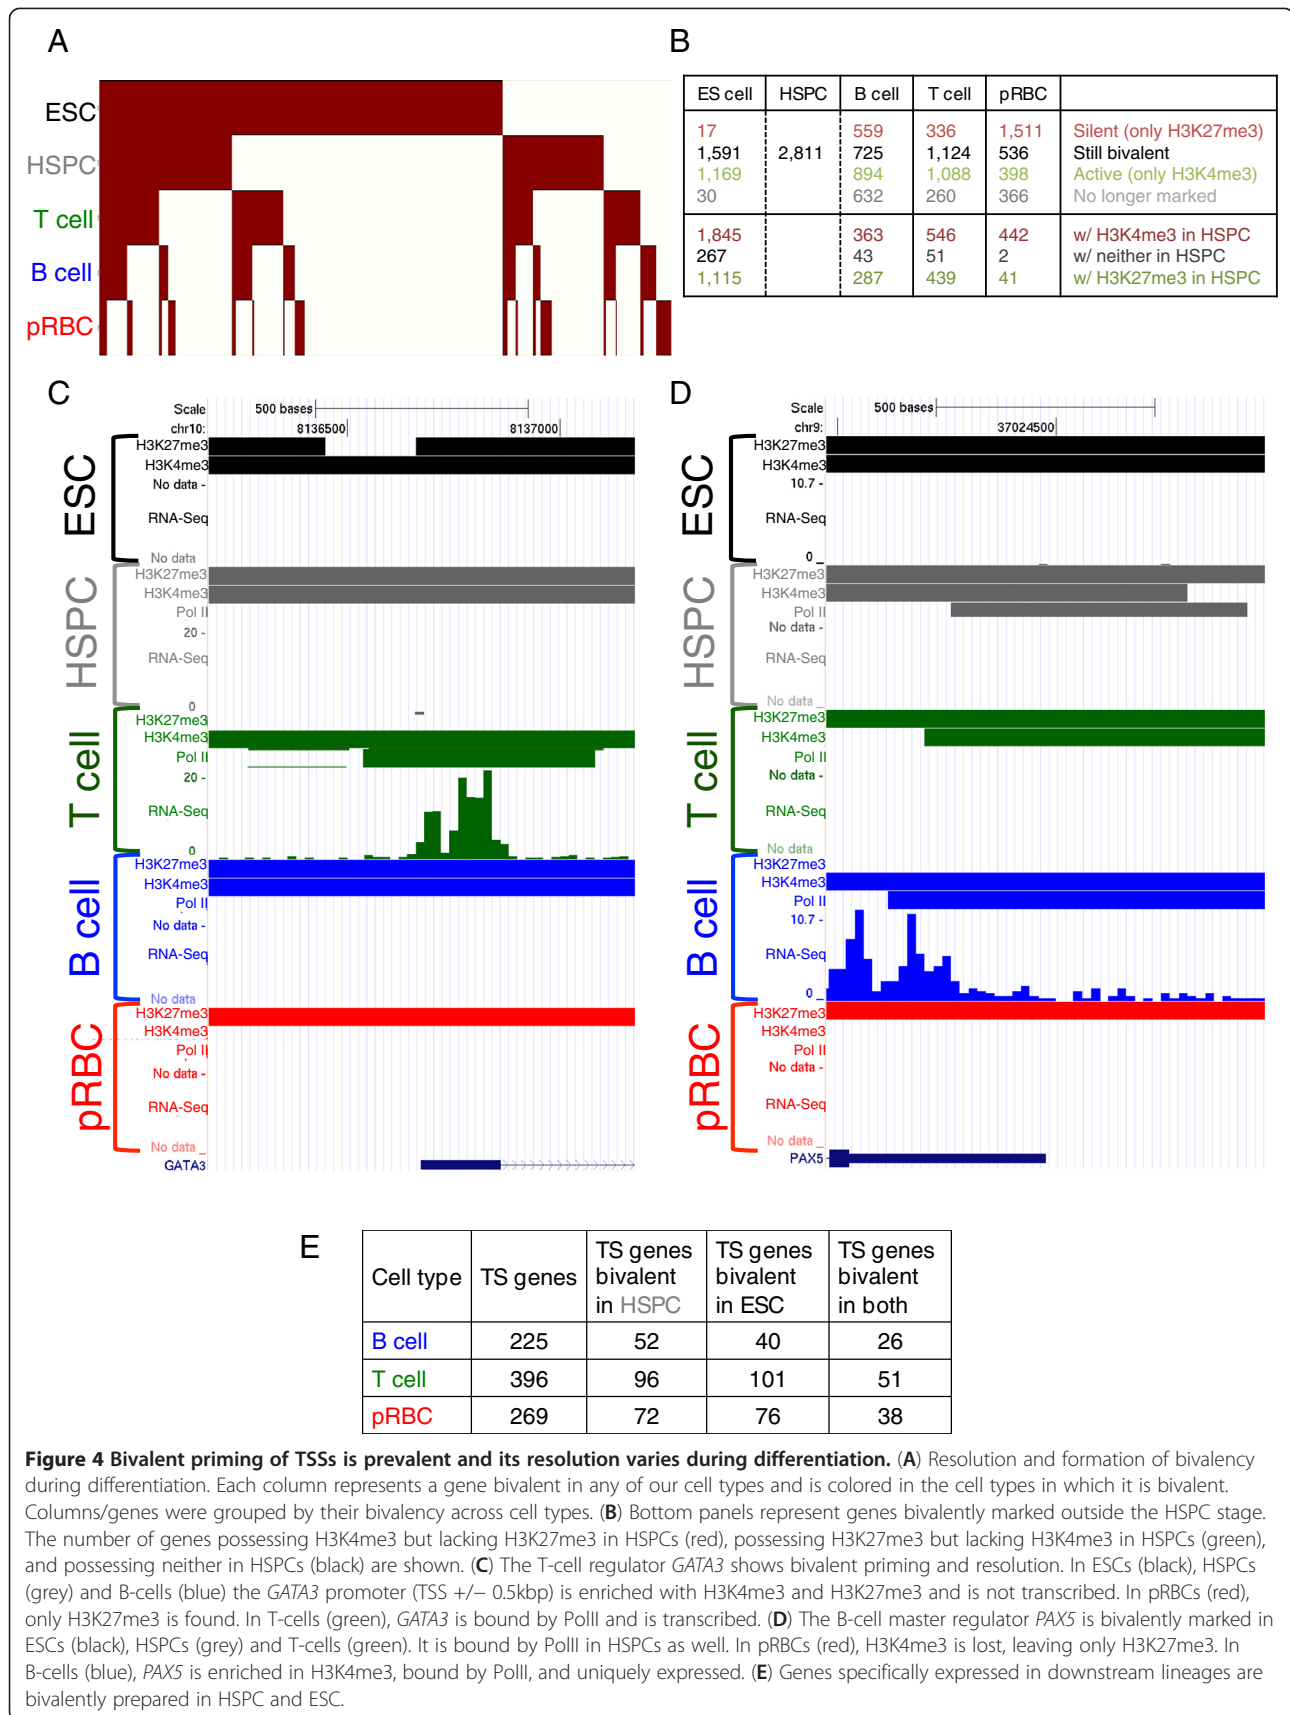 A
ESC
HSPC
T cell
B cell
pRBC
B
ES cell HSPC B cell T cell pRBC
17 559 336 1,511 Silent (only H3K27me3)
1,591 2,811 725 1,124 536 Still bivalent
1,169 894 1,088 398 Active (only H3K4me3)
30 632 260 366 No longer marked
1,845 363 546 442 w/ H3K4me3 in HSPC
267 43 51 2 w/ neither in HSPC
1,115 287 439 41 w/ H3K27me3 in HSPC
C
Scale 500 bases
chr10: 8136500 8137000
ESC
H3K27me3
H3K4me3
No data -
RNA-Seq
No data
HSPC
H3K27me3
H3K4me3
Pol II
20 -
RNA-Seq
0
T cell
H3K27me3
H3K4me3
Pol II
20 -
RNA-Seq
0
B cell
H3K27me3
H3K4me3
Pol II
No data -
RNA-Seq
No data
pRBC
H3K27me3
H3K4me3
Pol II
No data -
RNA-Seq
No data _
GATA3
D
Scale 500 bases
chr9: 37024500
ESC
H3K27me3
H3K4me3
10.7 -
RNA-Seq
0 _
HSPC
H3K27me3
H3K4me3
Pol II
No data -
RNA-Seq
No data _
T cell
H3K27me3
H3K4me3
Pol II
No data -
RNA-Seq
No data
B cell
H3K27me3
H3K4me3
Pol II
10.7 -
RNA-Seq
0 _
pRBC
H3K27me3
H3K4me3
Pol II
No data -
RNA-Seq
No data _
PAX5
E
Cell type TS genes TS genes bivalent in HSPC TS genes bivalent in ESC TS genes bivalent in both
B cell 225 52 40 26
T cell 396 96 101 51
pRBC 269 72 76 38
Figure 4 Bivalent priming of TSSs is prevalent and its resolution varies during differentiation. (A) Resolution and formation of bivalency
during differentiation. Each column represents a gene bivalent in any of our cell types and is colored in the cell types in which it is bivalent.
Columns/genes were grouped by their bivalency across cell types. (B) Bottom panels represent genes bivalently marked outside the HSPC stage.
The number of genes possessing H3K4me3 but lacking H3K27me3 in HSPCs (red), possessing H3K27me3 but lacking H3K4me3 in HSPCs (green),
and possessing neither in HSPCs (black) are shown. (C) The T-cell regulator GATA3 shows bivalent priming and resolution. In ESCs (black), HSPCs
(grey) and B-cells (blue) the GATA3 promoter (TSS +/− 0.5kbp) is enriched with H3K4me3 and H3K27me3 and is not transcribed. In pRBCs (red),
only H3K27me3 is found. In T-cells (green), GATA3 is bound by PolII and is transcribed. (D) The B-cell master regulator PAX5 is bivalently marked in
ESCs (black), HSPCs (grey) and T-cells (green). It is bound by PolII in HSPCs as well. In pRBCs (red), H3K4me3 is lost, leaving only H3K27me3. In
B-cells (blue), PAX5 is enriched in H3K4me3, bound by PolII, and uniquely expressed. (E) Genes specifically expressed in downstream lineages are
bivalently prepared in HSPC and ESC.